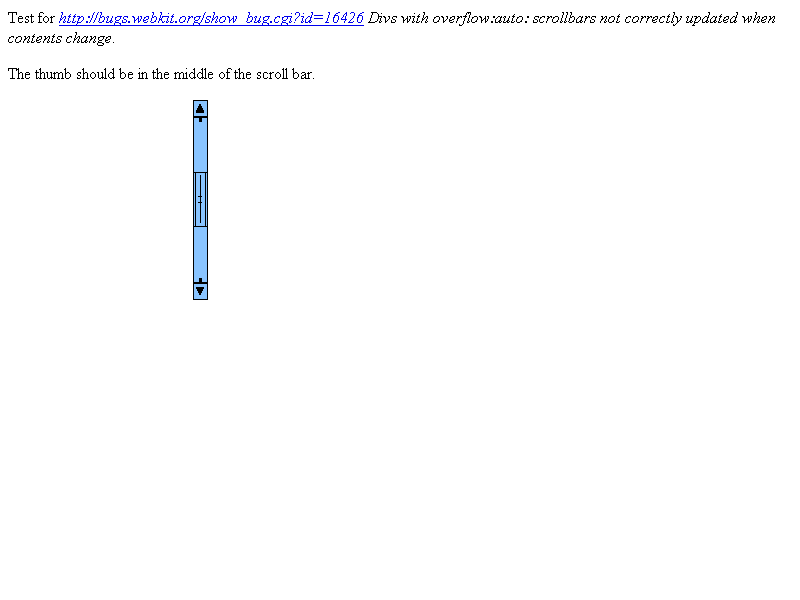 Test for http://bugs.webkit.org/show_bug.cgi?id=16426 Divs with overflow:auto: scrollbars not correctly updated when
contents change.
The thumb should be in the middle of the scroll bar.